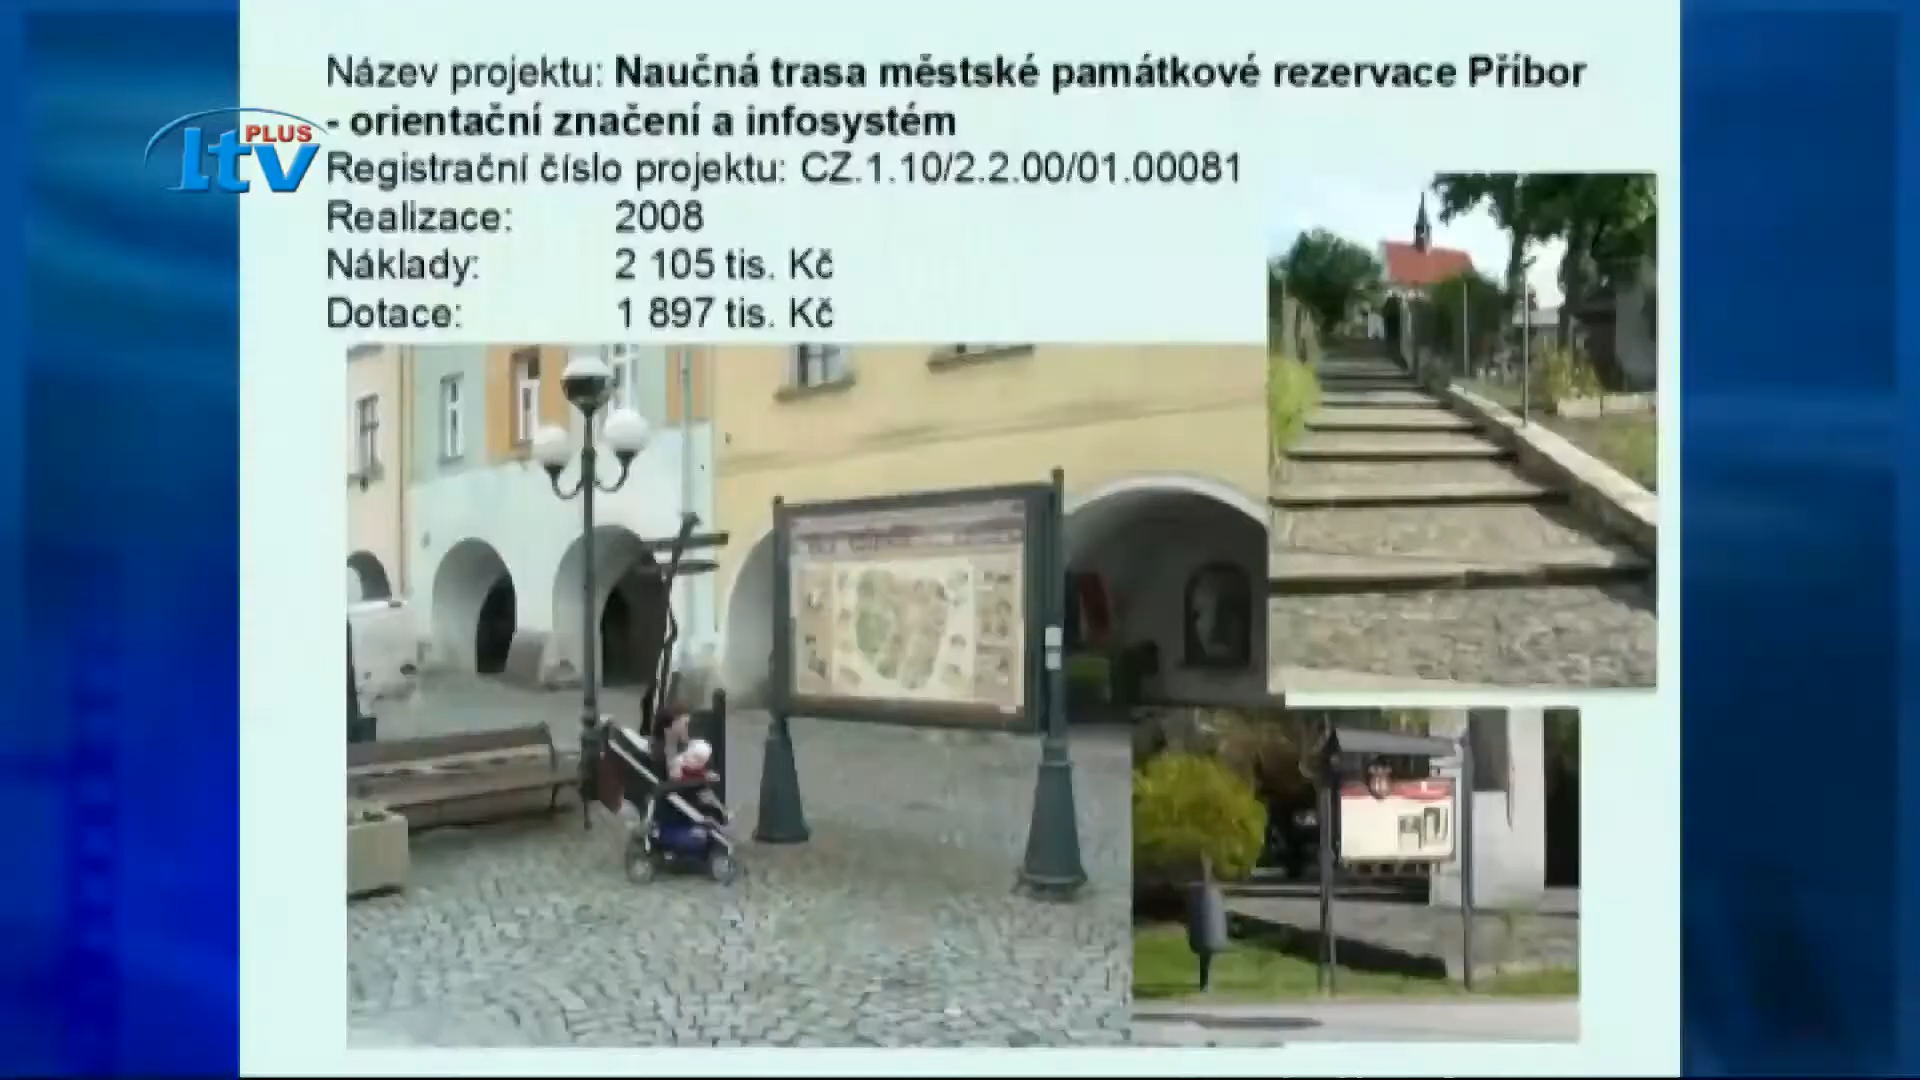 Název projektu: Naučná trasa městské památkové rezervace Příbor
- orientační značení a infosystém
LTV PLUS
Registrační číslo projektu: CZ.1.10/2.2.00/01.00081
Realizace: 2008
Náklady: 2 105 tis. Kč
Dotace: 1 897 tis. Kč